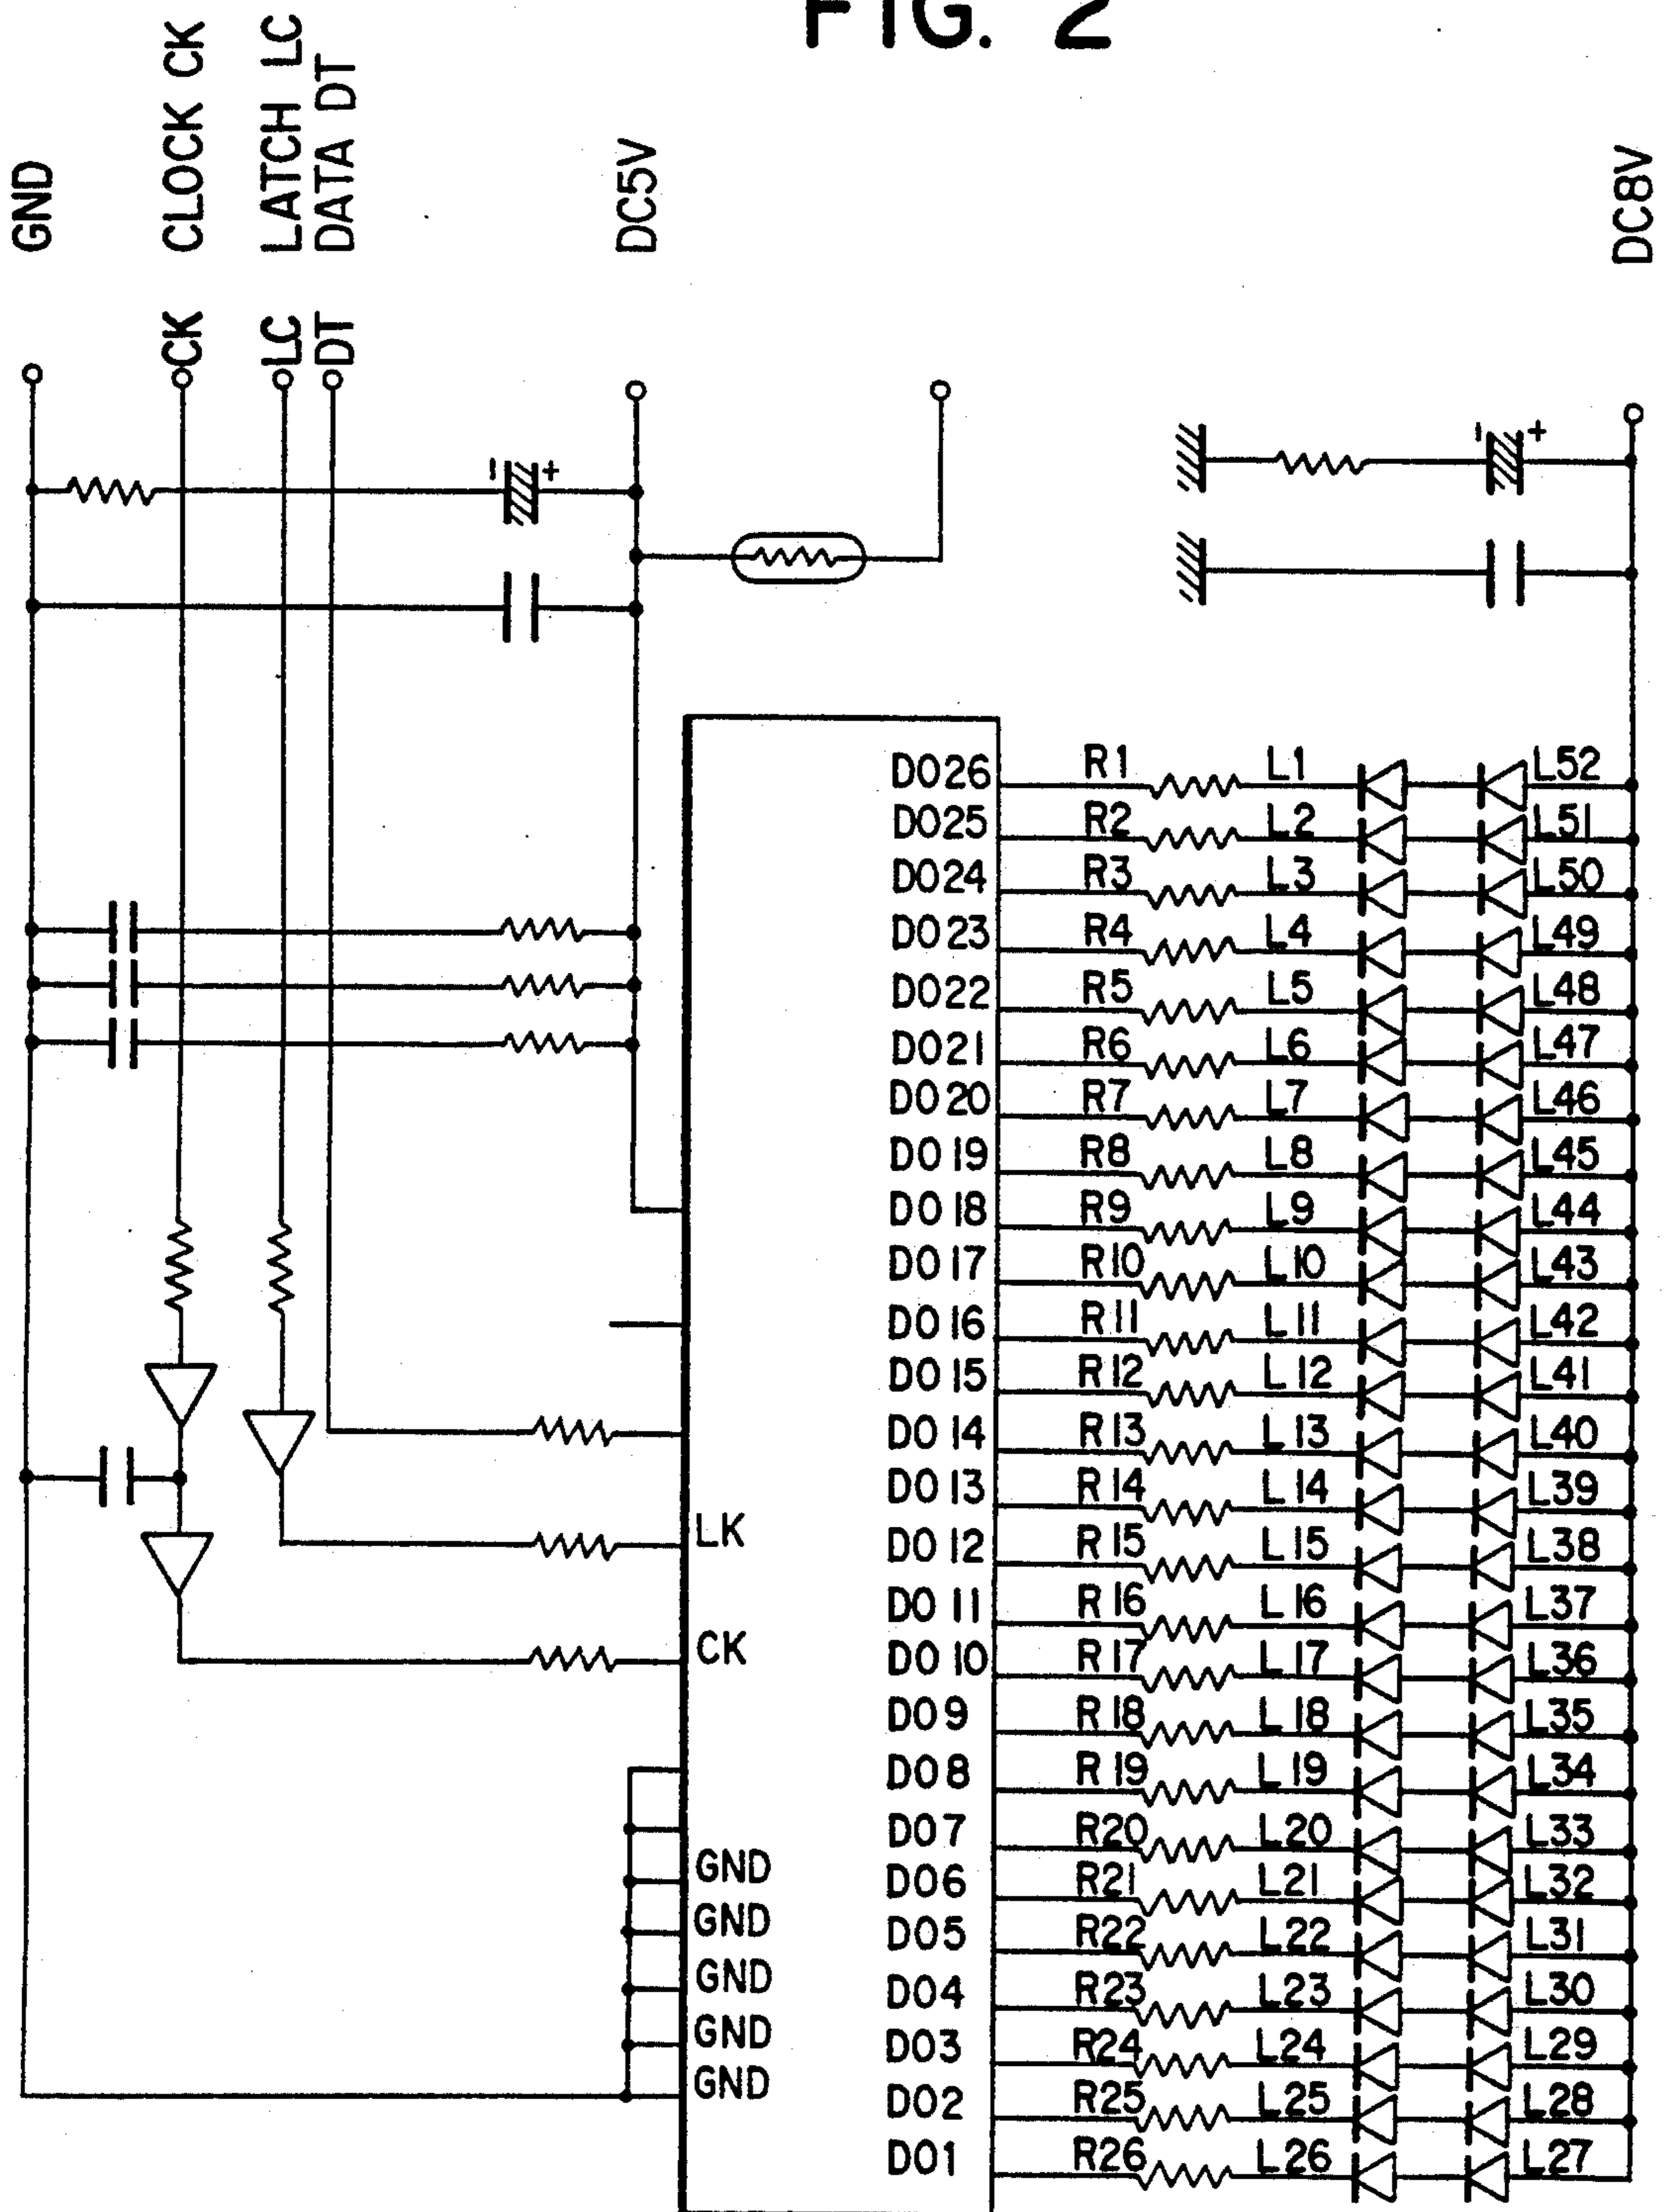 FIG. 2
GND
CLOCK CK
LATCH LC
DATA DT
DC5V
DC8V
CK
LC
DT
- +
- +
DO26 R1 L1 L52
DO25 R2 L2 L51
DO24 R3 L3 L50
DO23 R4 L4 L49
DO22 R5 L5 L48
DO21 R6 L6 L47
DO20 R7 L7 L46
DO19 R8 L8 L45
DO18 R9 L9 L44
DO17 R10 L10 L43
DO16 R11 L11 L42
DO15 R12 L12 L41
DO14 R13 L13 L40
DO13 R14 L14 L39
LK
DO12 R15 L15 L38
DO11 R16 L16 L37
CK
DO10 R17 L17 L36
DO9 R18 L18 L35
DO8 R19 L19 L34
DO7 R20 L20 L33
GND
DO6 R21 L21 L32
GND
DO5 R22 L22 L31
GND
DO4 R23 L23 L30
GND
DO3 R24 L24 L29
GND
DO2 R25 L25 L28
DO1 R26 L26 L27